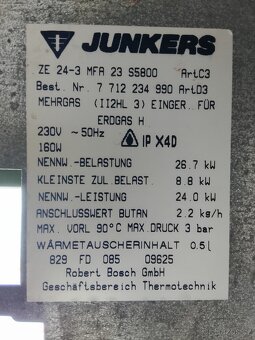 JUNKERS
ZE 24-3 MFA 23 S5800 ArtC3
Best. Nr. 7 712 234 990 ArtD3
MEHRGAS (II2HL 3) EINGER. FÜR
ERDGAS H
230V ~ 50Hz IP X4D
160W
NENNW.-BELASTUNG 26.7 kW
KLEINSTE ZUL BELAST. 8.8 kW
NENNW.-LEISTUNG 24.0 kW
ANSCHLUSSWERT BUTAN 2.2 kg/h
MAX. VORL 90°C MAX.DRUCK 3 bar
WÄRMETAUSCHERINHALT 0.5l
829 FD 085 09625
Robert Bosch GmbH
Geschäftsbereich Thermotechnik